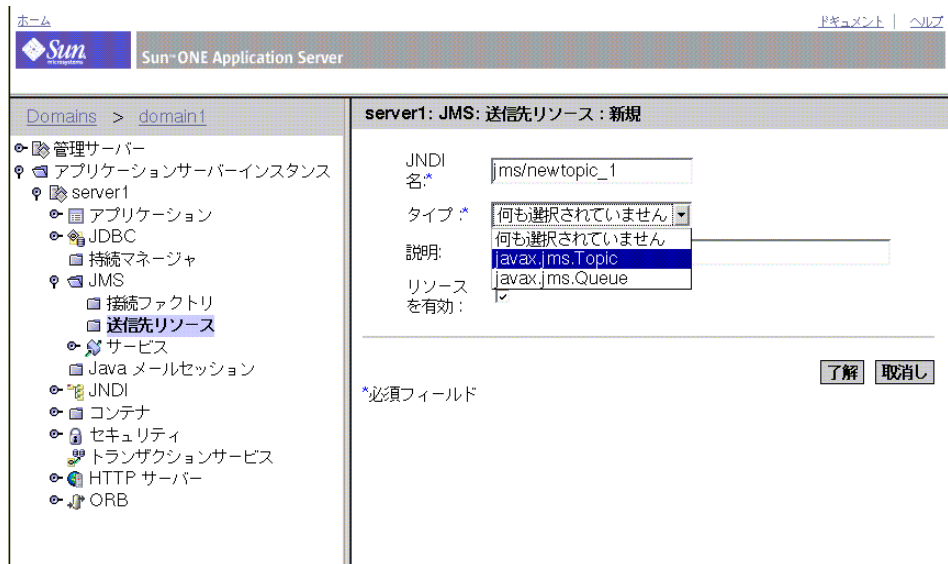 ホーム
ドキュメント | ヘルプ
Sun
microsystems
Sun™ONE Application Server
Domains > domain1
管理サーバー
アプリケーションサーバーインスタンス
server1
アプリケーション
JDBC
持続マネージャ
JMS
接続ファクトリ
送信先リソース
サービス
Java メールセッション
JNDI
コンテナ
セキュリティ
トランザクションサービス
HTTP サーバー
ORB
server1: JMS: 送信先リソース : 新規
JNDI
名:*
jms/newtopic_1
タイプ :*
何も選択されていません
何も選択されていません
javax.jms.Topic
javax.jms.Queue
説明:
リソース
を有効 :
了解 取消し
*必須フィールド